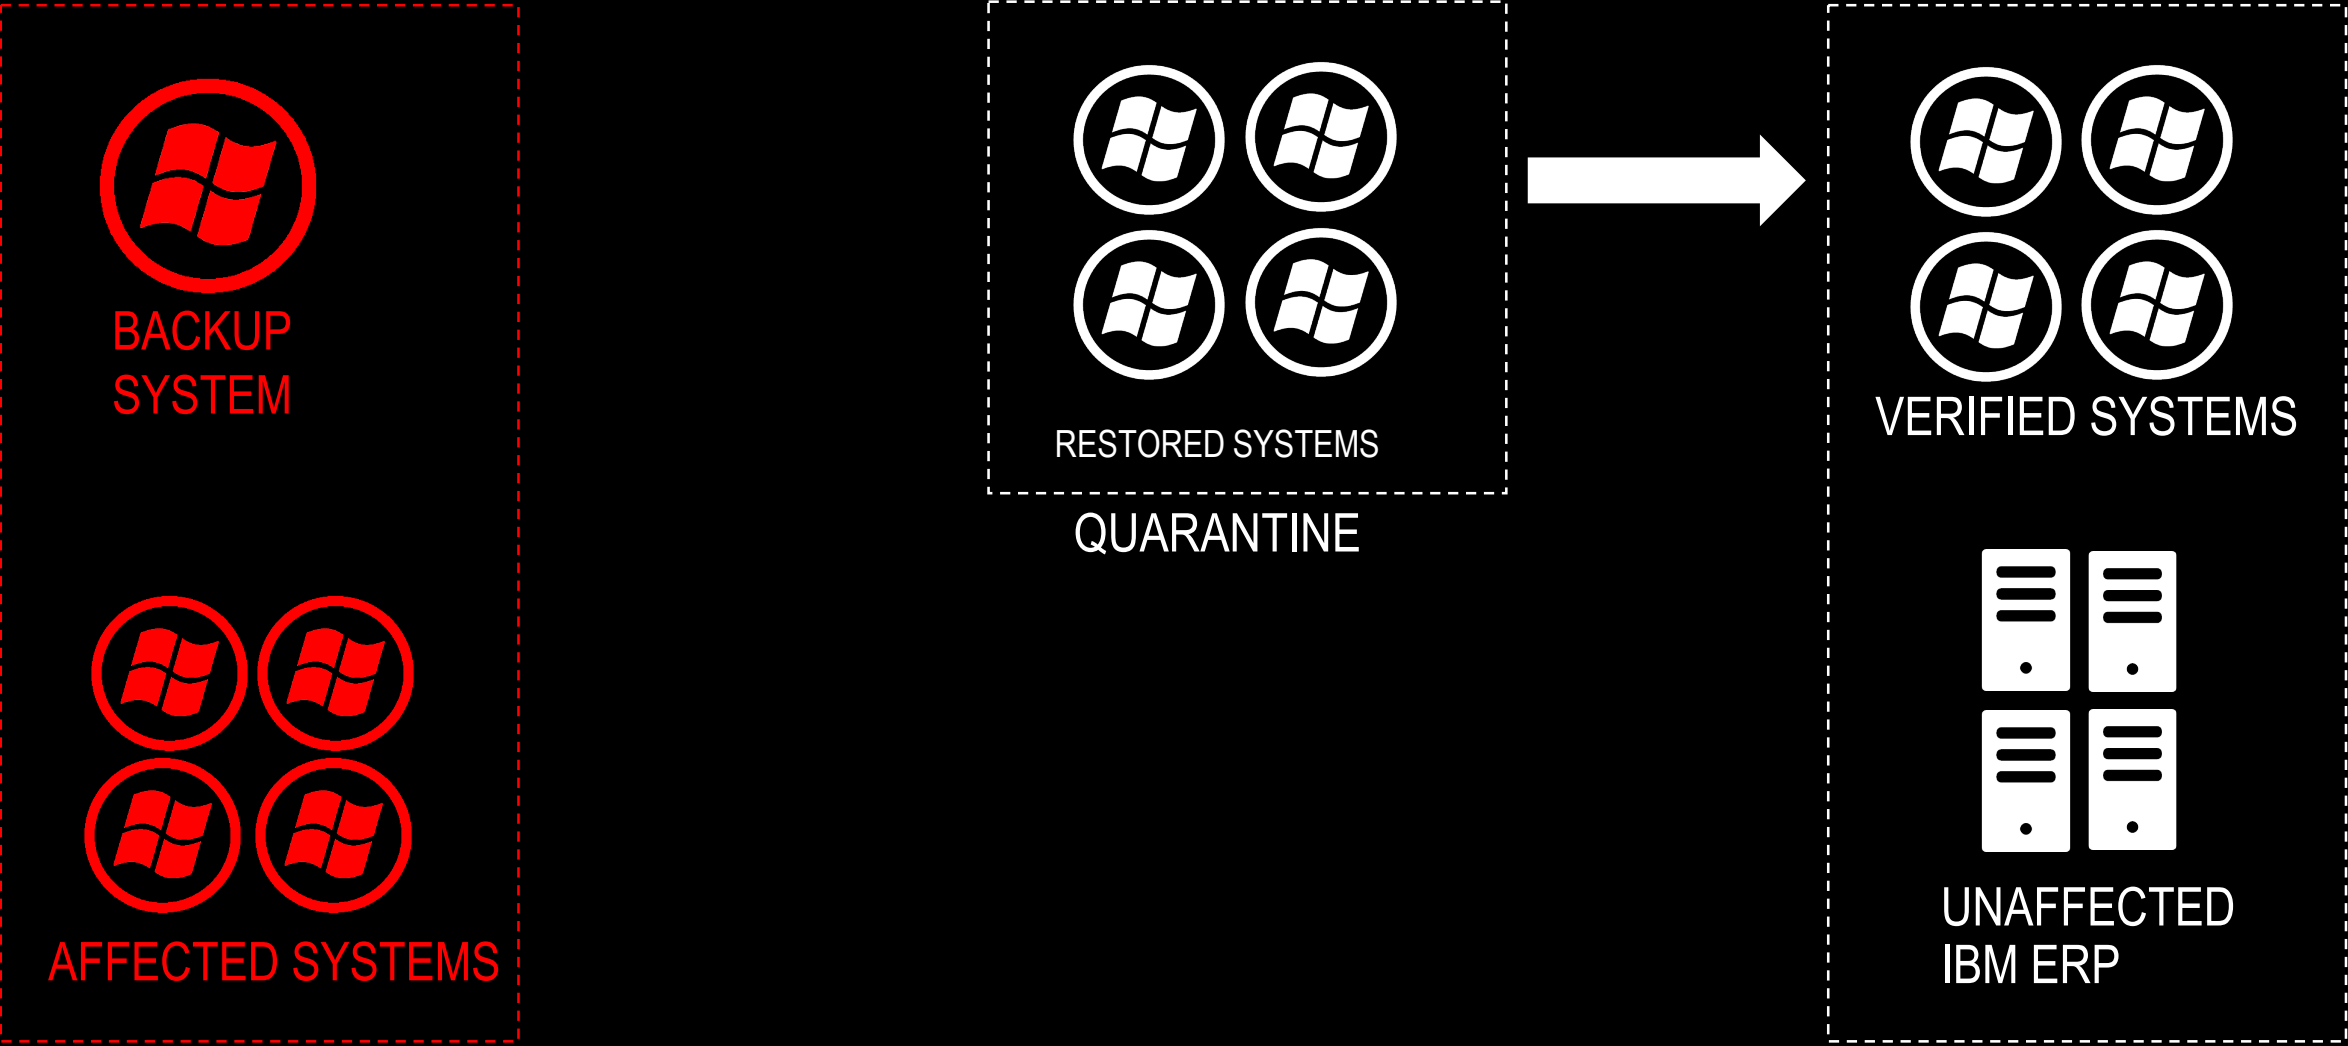 BACKUP
SYSTEM
AFFECTED SYSTEMS
RESTORED SYSTEMS
QUARANTINE
VERIFIED SYSTEMS
UNAFFECTED
IBM ERP